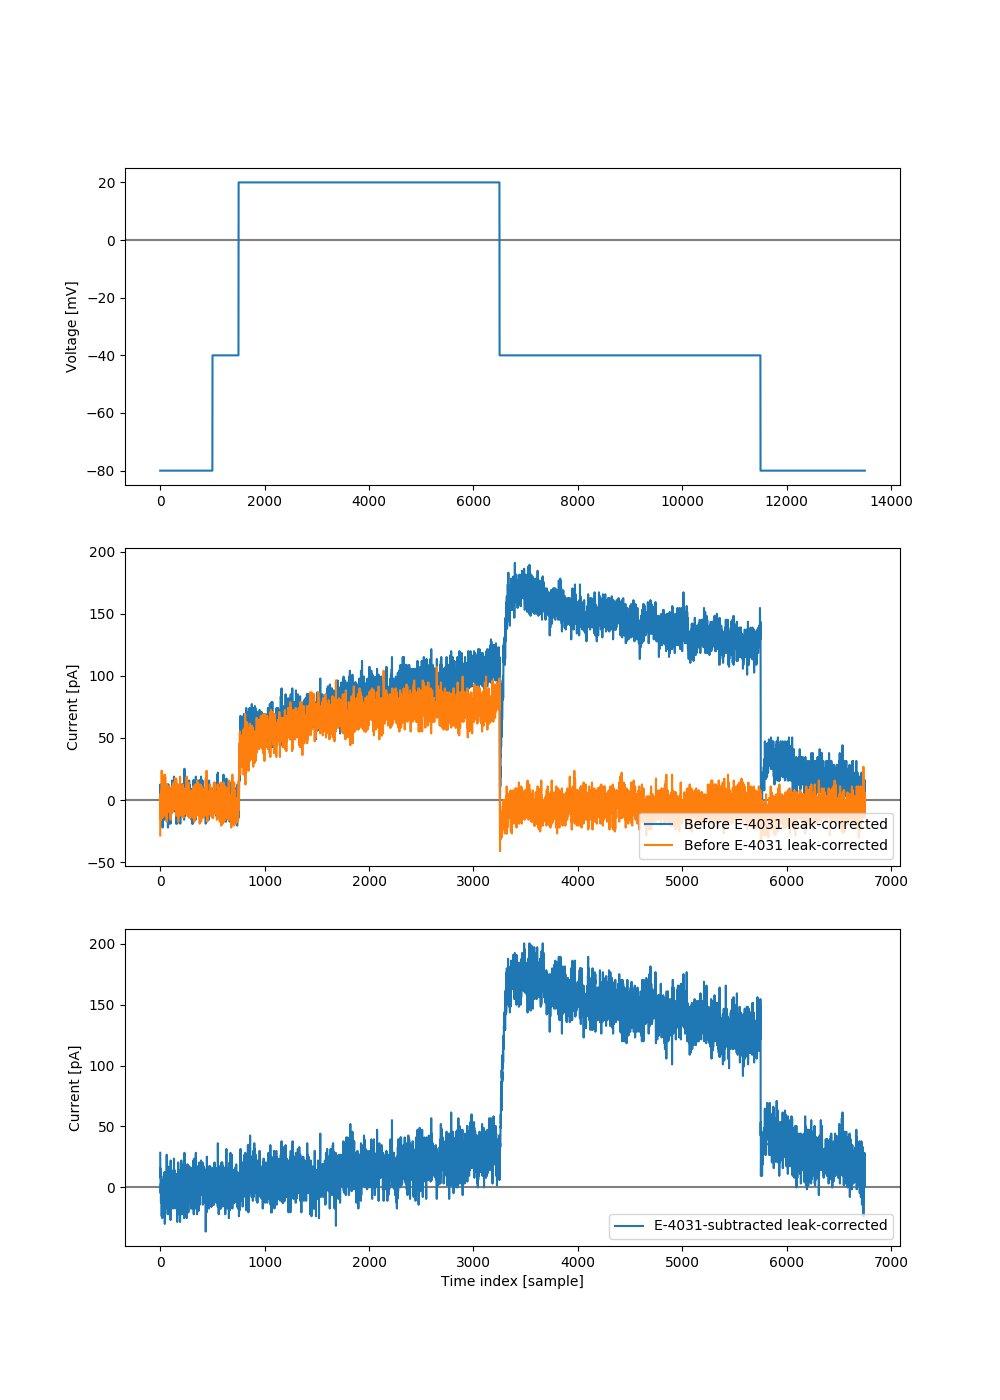 Voltage [mV]
20
0
−20
−40
−60
−80
0 2000 4000 6000 8000 10000 12000 14000
Current [pA]
200
150
100
50
0
−50
Before E-4031 leak-corrected
Before E-4031 leak-corrected
0 1000 2000 3000 4000 5000 6000 7000
Current [pA]
200
150
100
50
0
E-4031-subtracted leak-corrected
0 1000 2000 3000 4000 5000 6000 7000
Time index [sample]